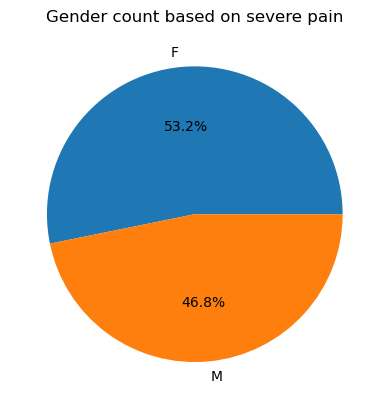 Gender count based on severe pain
F
53.2%
46.8%
M